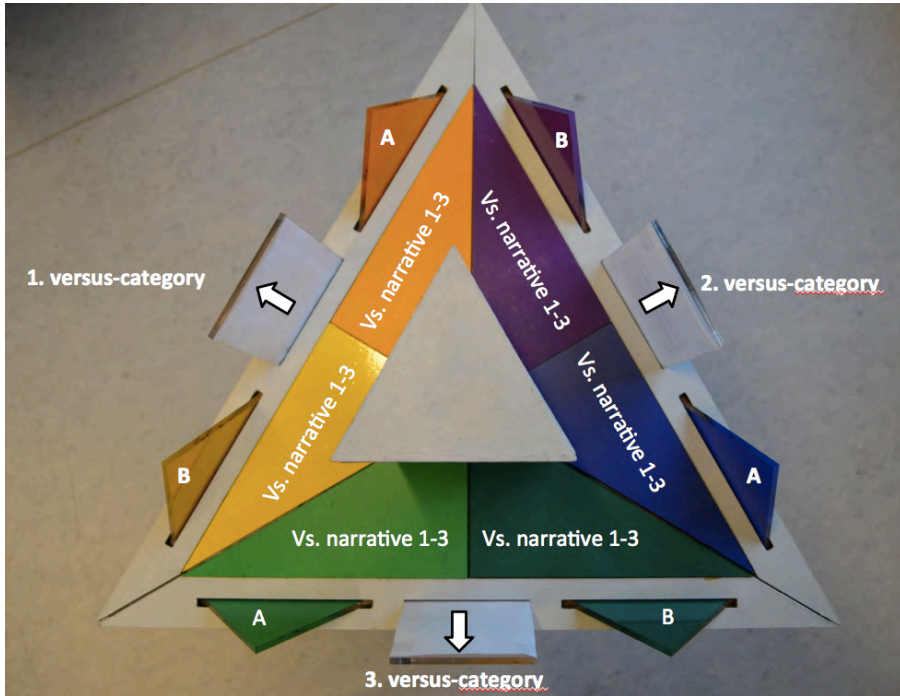 A
B
Vs. narrative 1-3
Vs. narrative 1-3
1. versus-category
2. versus-category
Vs. narrative 1-3
Vs. narrative 1-3
B
A
Vs. narrative 1-3
Vs. narrative 1-3
A
B
3. versus-category